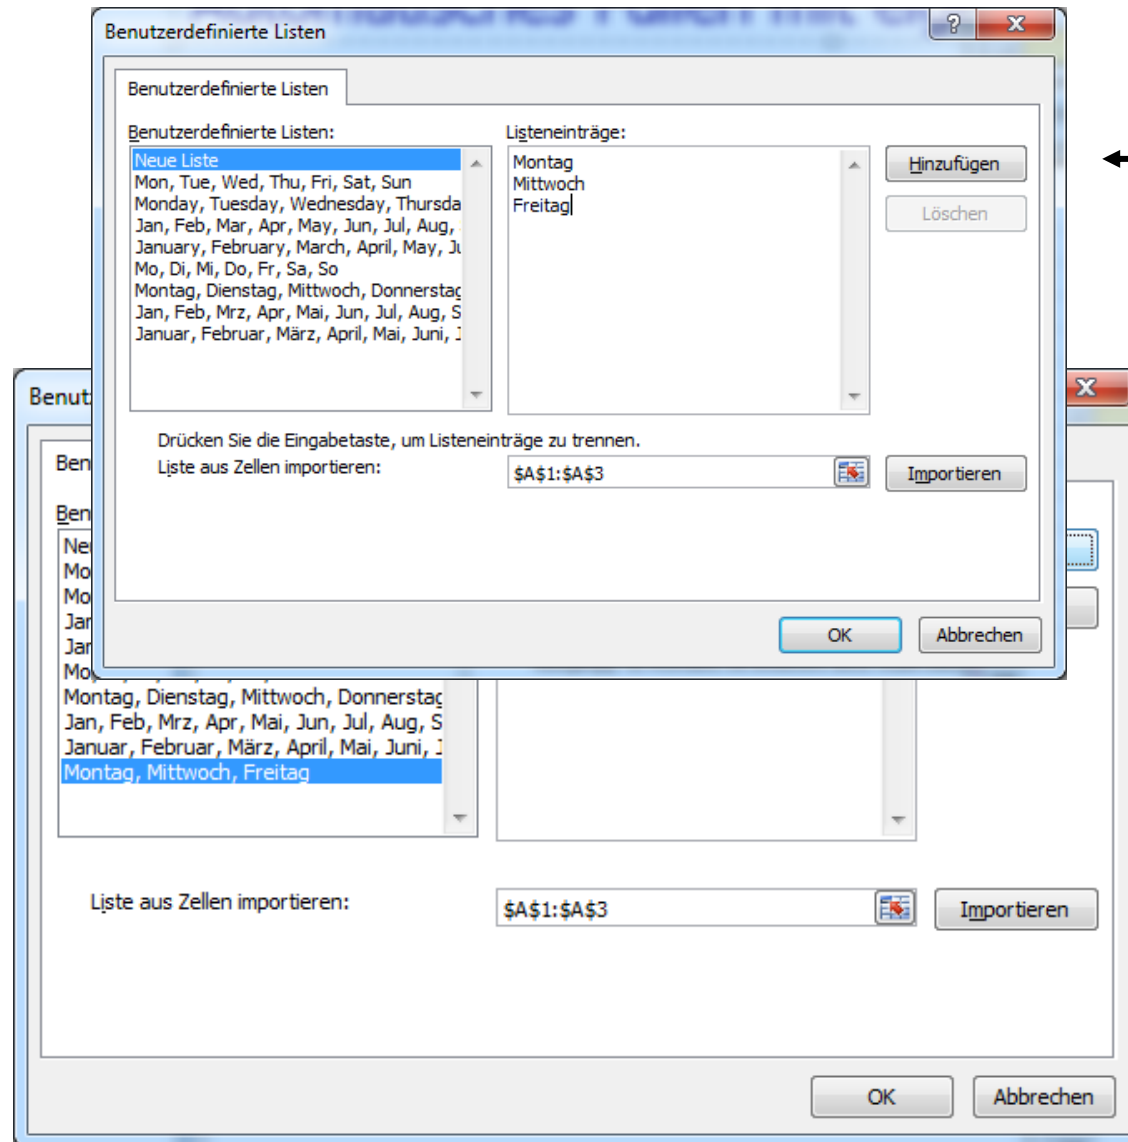 Benutzerdefinierte Listen
Benutzerdefinierte Listen
Benutzerdefinierte Listen:
Neue Liste
Mon, Tue, Wed, Thu, Fri, Sat, Sun
Monday, Tuesday, Wednesday, Thursda
Jan, Feb, Mar, Apr, May, Jun, Jul, Aug,
January, February, March, April, May, Ju
Mo, Di, Mi, Do, Fr, Sa, So
Montag, Dienstag, Mittwoch, Donnerstag
Jan, Feb, Mrz, Apr, Mai, Jun, Jul, Aug, S
Januar, Februar, März, April, Mai, Juni, J
Listeneinträge:
Montag
Mittwoch
Freitag
Hinzufügen
Löschen
Drücken Sie die Eingabetaste, um Listeneinträge zu trennen.
Liste aus Zellen importieren:
$A$1:$A$3
Importieren
OK
Abbrechen
Benut
Ben
Ben
Ne
Mo
Mo
Jar
Jar
Mo
Montag, Dienstag, Mittwoch, Donnerstag
Jan, Feb, Mrz, Apr, Mai, Jun, Jul, Aug, S
Januar, Februar, März, April, Mai, Juni, J
Montag, Mittwoch, Freitag
Liste aus Zellen importieren:
$A$1:$A$3
Importieren
OK
Abbrechen